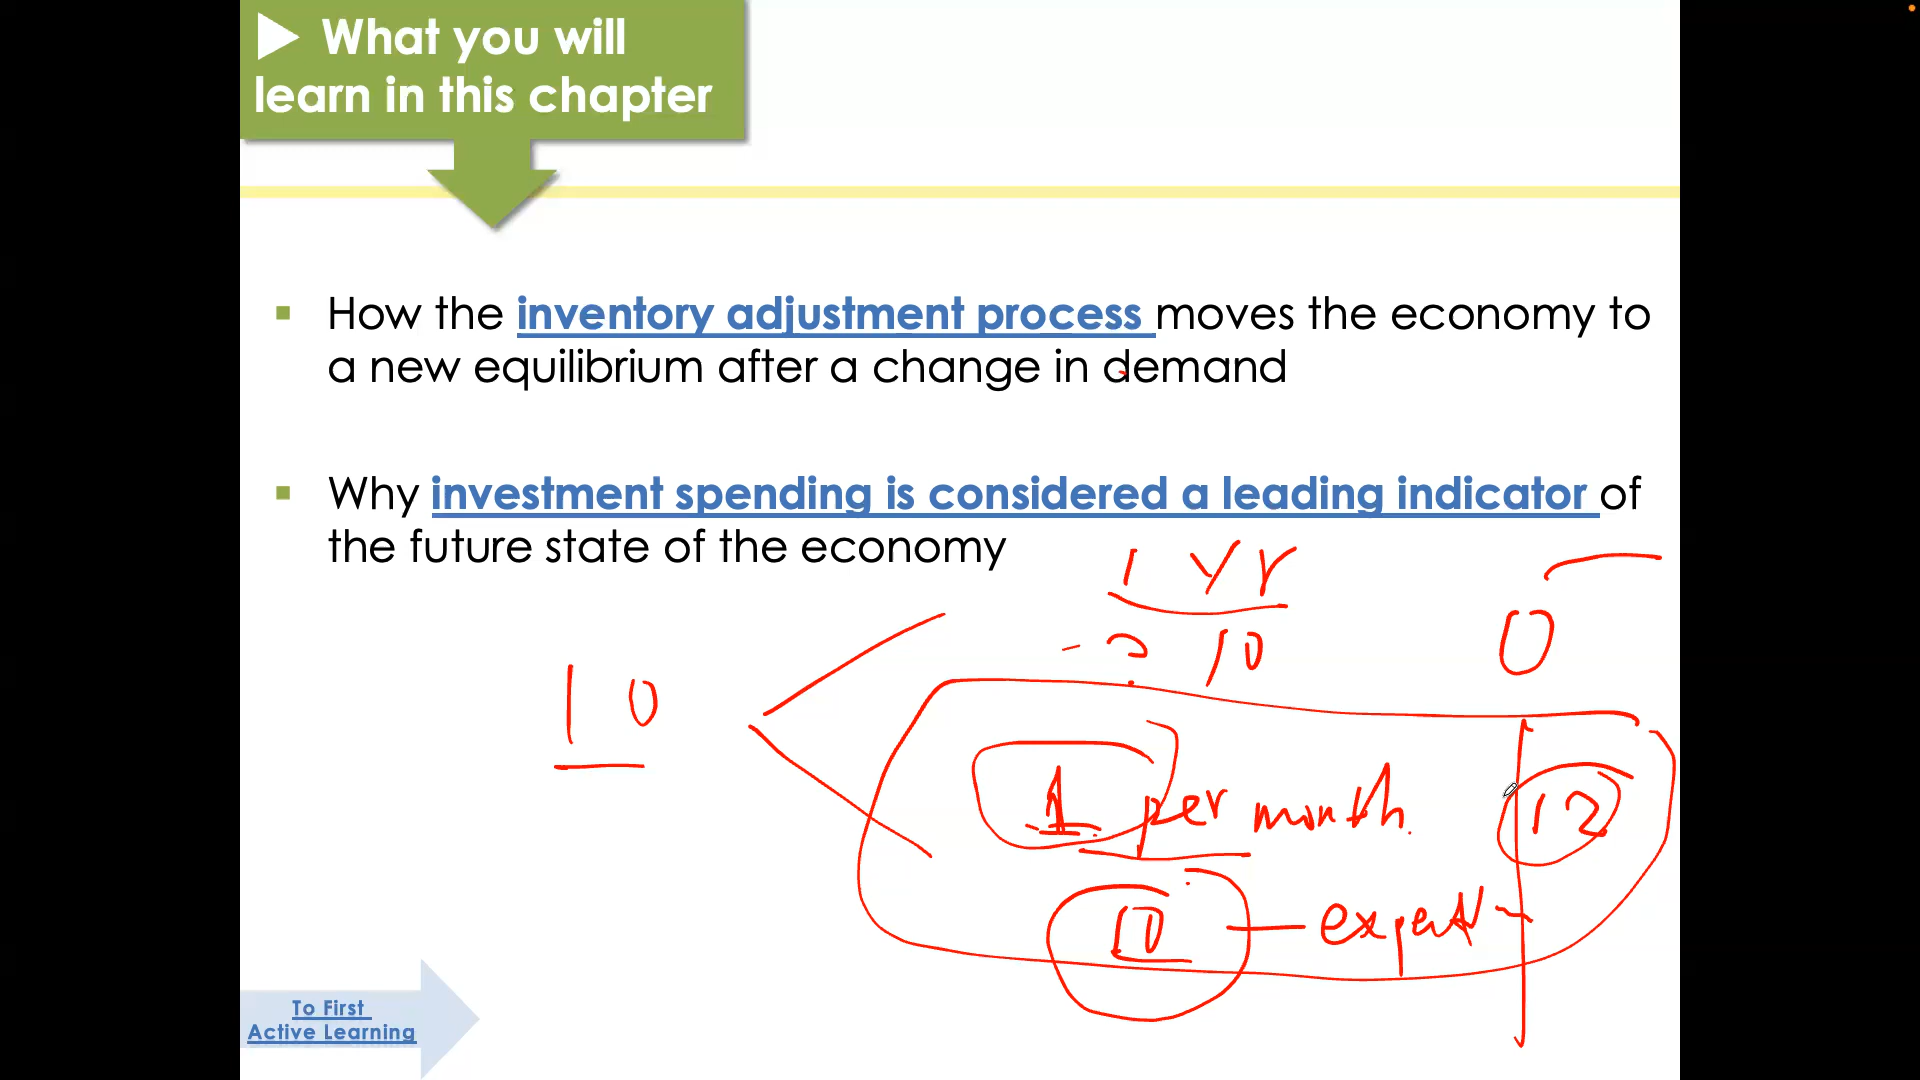 What you will
learn in this chapter
How the inventory adjustment process moves the economy to
a new equilibrium after a change in demand
Why investment spending is considered a leading indicator of
the future state of the economy
1 yr
? 10
0
10
1 per month
12
10
To First
Active Learning